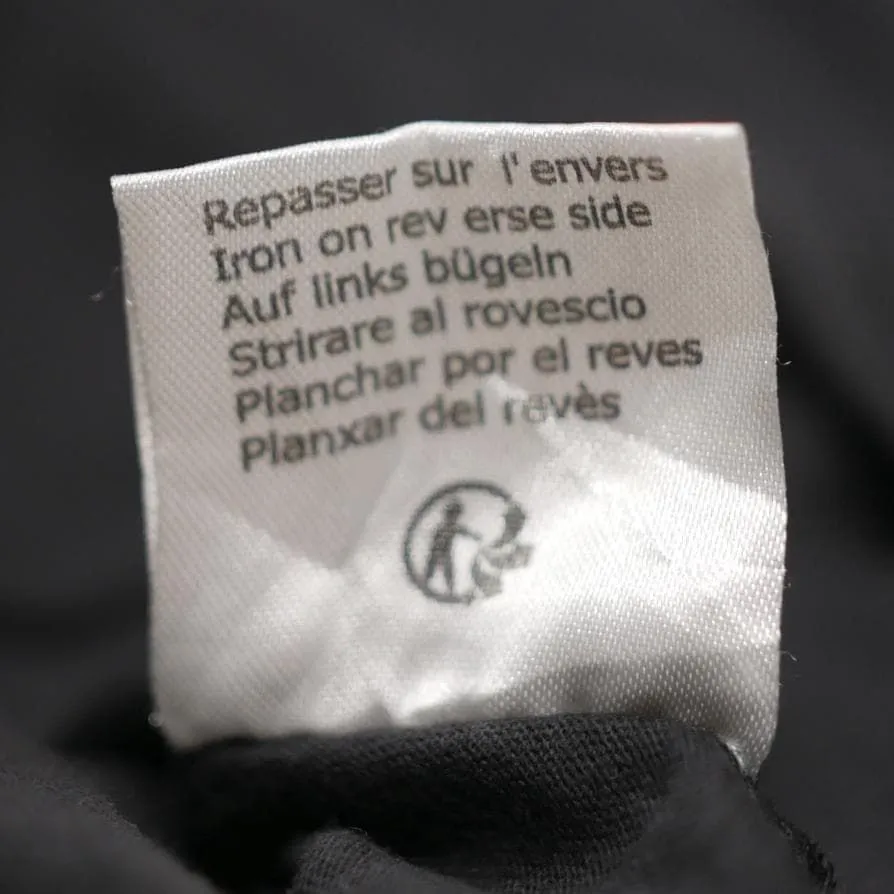 Repasser sur l'envers
Iron on rev erse side
Auf links bügeln
Strirare al rovescio
Planchar por el reves
Planxar del revès